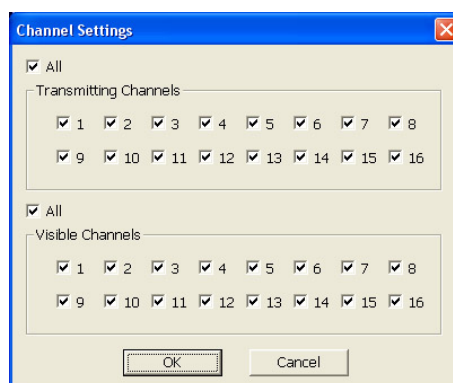 Channel Settings
All
Transmitting Channels
1 2 3 4 5 6 7 8
9 10 11 12 13 14 15 16
All
Visible Channels
1 2 3 4 5 6 7 8
9 10 11 12 13 14 15 16
OK Cancel